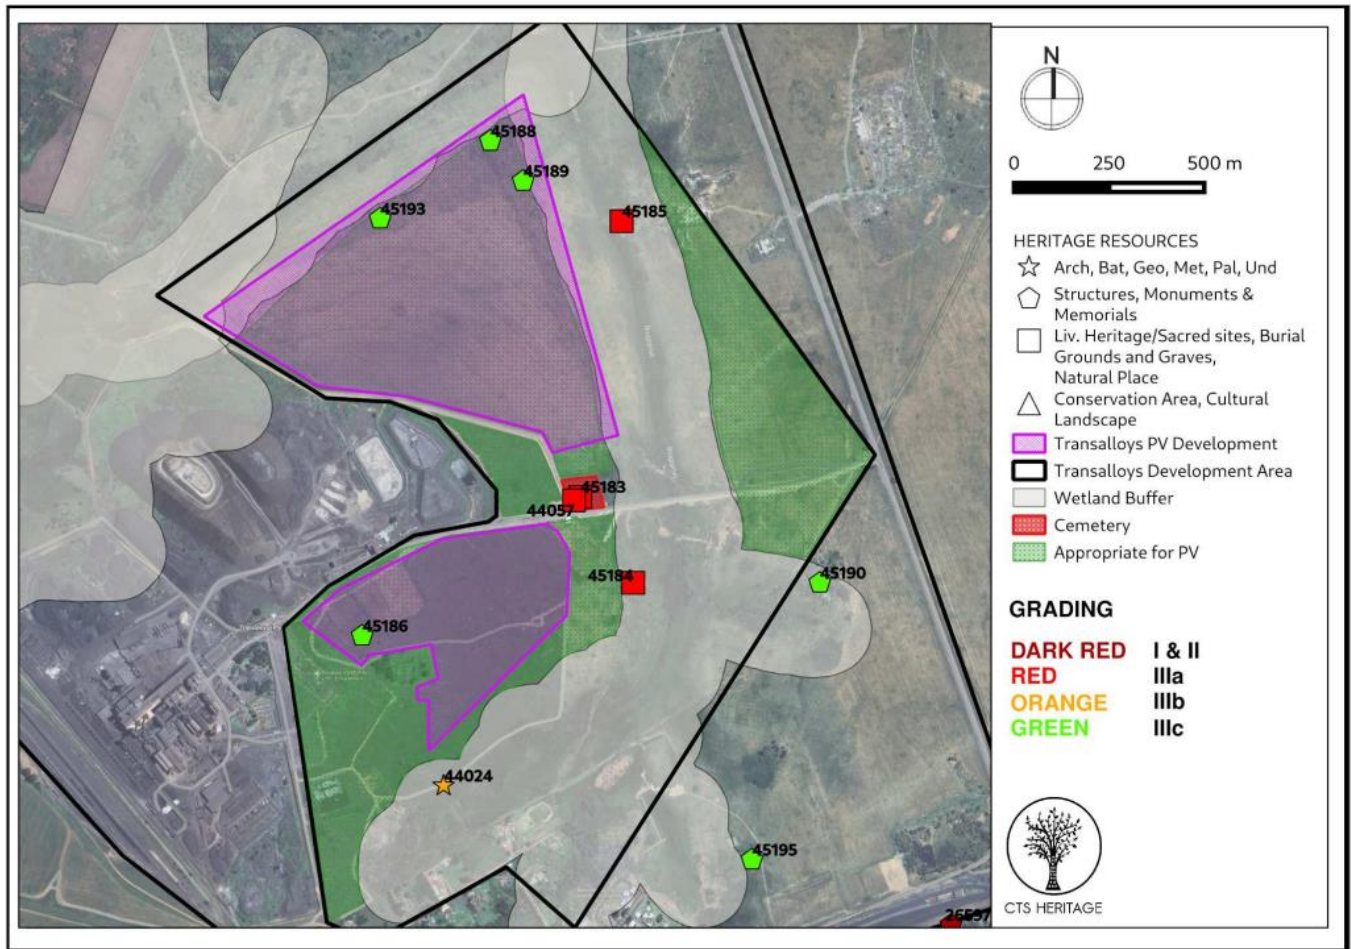 45188
45189
45193
45185
45183
44057
45184
45190
45186
44024
45195
26597
N
0 250 500 m
HERITAGE RESOURCES
Arch, Bat, Geo, Met, Pal, Und
Structures, Monuments &
Memorials
Liv. Heritage/Sacred sites, Burial
Grounds and Graves,
Natural Place
Conservation Area, Cultural
Landscape
Transalloys PV Development
Transalloys Development Area
Wetland Buffer
Cemetery
Appropriate for PV
GRADING
DARK RED I & II
RED IIIa
ORANGE IIIb
GREEN IIIc
CTS HERITAGE